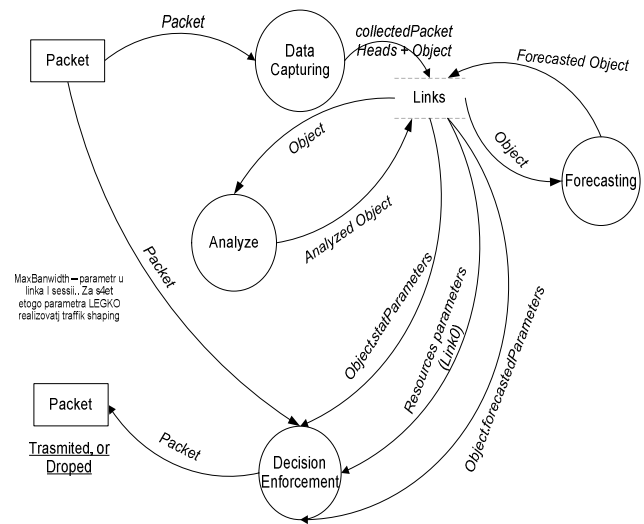 Packet
Packet
Data
Capturing
collectedPacket
Heads + Object
Forecasted Object
Links
Object
Object
Forecasting
Analyze
Analyzed Object
Packet
MaxBanwidth – parametr u
linka I sessii.. Za s4et
etogo parametra LEGKO
realizovatj traffik shaping
Object.statParameters
Resources parameters
(Link0)
Object.forecastedParameters
Packet
Packet
Trasmited, or
Droped
Decision
Enforcement